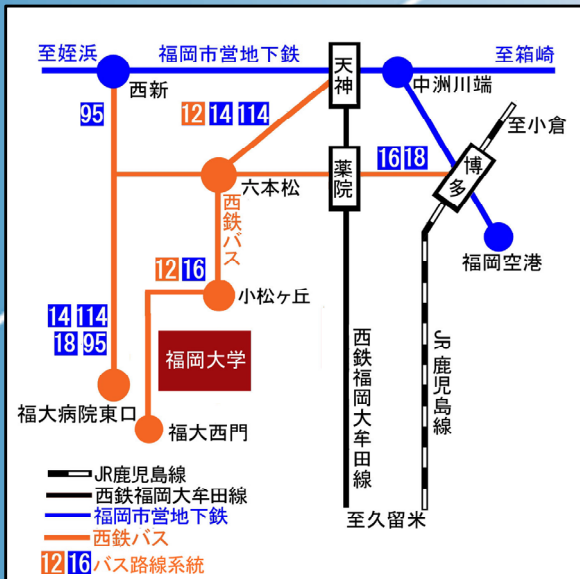 至姪浜
福岡市営地下鉄
天神
至箱崎
西新
中洲川端
95
12 14 114
至小倉
16 18
博多
六本松
薬院
西鉄バス
福岡空港
12 16
小松ヶ丘
14 114
18 95
福岡大学
西鉄福岡大牟田線
JR鹿児島線
福大病院東口
福大西門
JR鹿児島線
西鉄福岡大牟田線
至久留米
福岡市営地下鉄
西鉄バス
12 16 バス路線系統